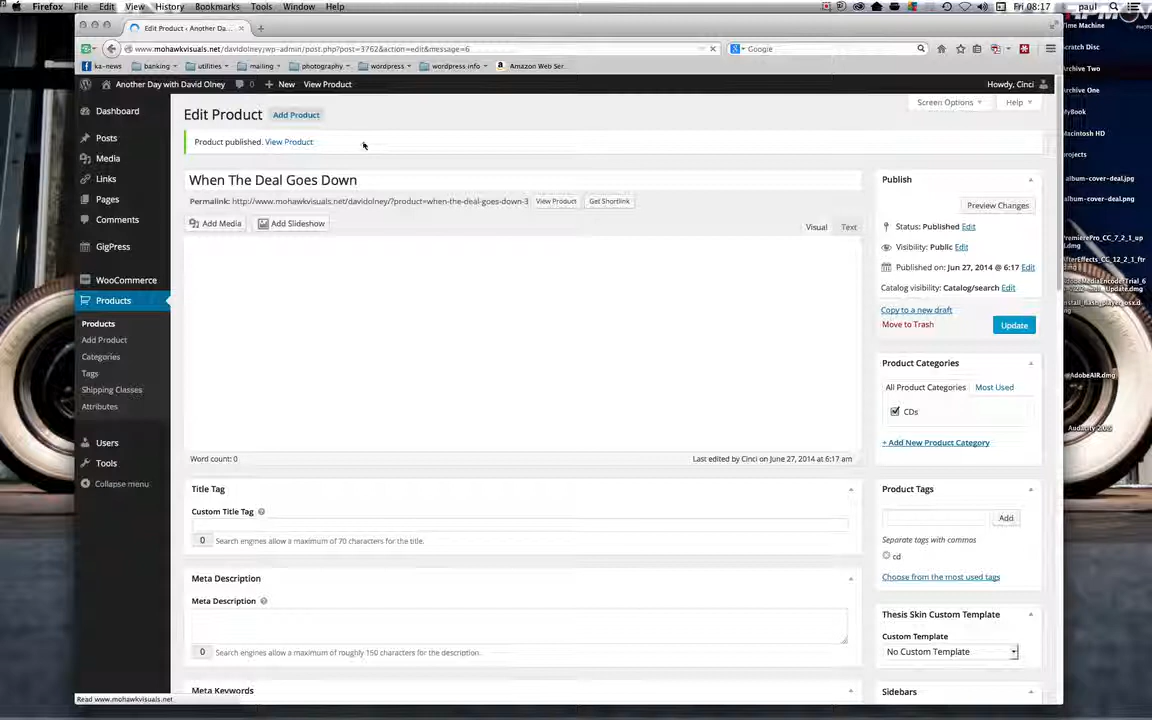 Firefox File Edit View History Bookmarks Tools Window Help Fri 08:17 paul
Edit Product ‹ Another Da...
www.mohawkvisuals.net/davidolney/wp-admin/post.php?post=3762&action=edit&message=6 Google
ka-news banking utilities mailing photography wordpress wordpress info Amazon Web Ser...
Another Day with David Olney 0 New View Product Howdy, Cinci
Screen Options Help
Edit Product Add Product
Product published. View Product
When The Deal Goes Down
Permalink: http://www.mohawkvisuals.net/davidolney/?product=when-the-deal-goes-down-3 View Product Get Shortlink
Add Media Add Slideshow Visual Text
Word count: 0 Last edited by Cinci on June 27, 2014 at 6:17 am
Title Tag
Custom Title Tag
0 Search engines allow a maximum of 70 characters for the title.
Meta Description
Meta Description
0 Search engines allow a maximum of roughly 150 characters for the description.
Meta Keywords
Dashboard
Posts
Media
Links
Pages
Comments
GigPress
WooCommerce
Products
Products
Add Product
Categories
Tags
Shipping Classes
Attributes
Users
Tools
Collapse menu
Publish
Preview Changes
Status: Published Edit
Visibility: Public Edit
Published on: Jun 27, 2014 @ 6:17 Edit
Catalog visibility: Catalog/search Edit
Copy to a new draft
Move to Trash Update
Product Categories
All Product Categories Most Used
CDs
+ Add New Product Category
Product Tags
Add
Separate tags with commas
cd
Choose from the most used tags
Thesis Skin Custom Template
Custom Template
No Custom Template
Sidebars
Read www.mohawkvisuals.net
Time Machine
Scratch Disc
Archive Two
Archive One
MyBook
Macintosh HD
projects
album-cover-deal.jpg
album-cover-deal.png
PremierePro_CC_7_2_1_up
.dmg
AfterEffects_CC_12_2_1_ftr
AdobeAIR.dmg